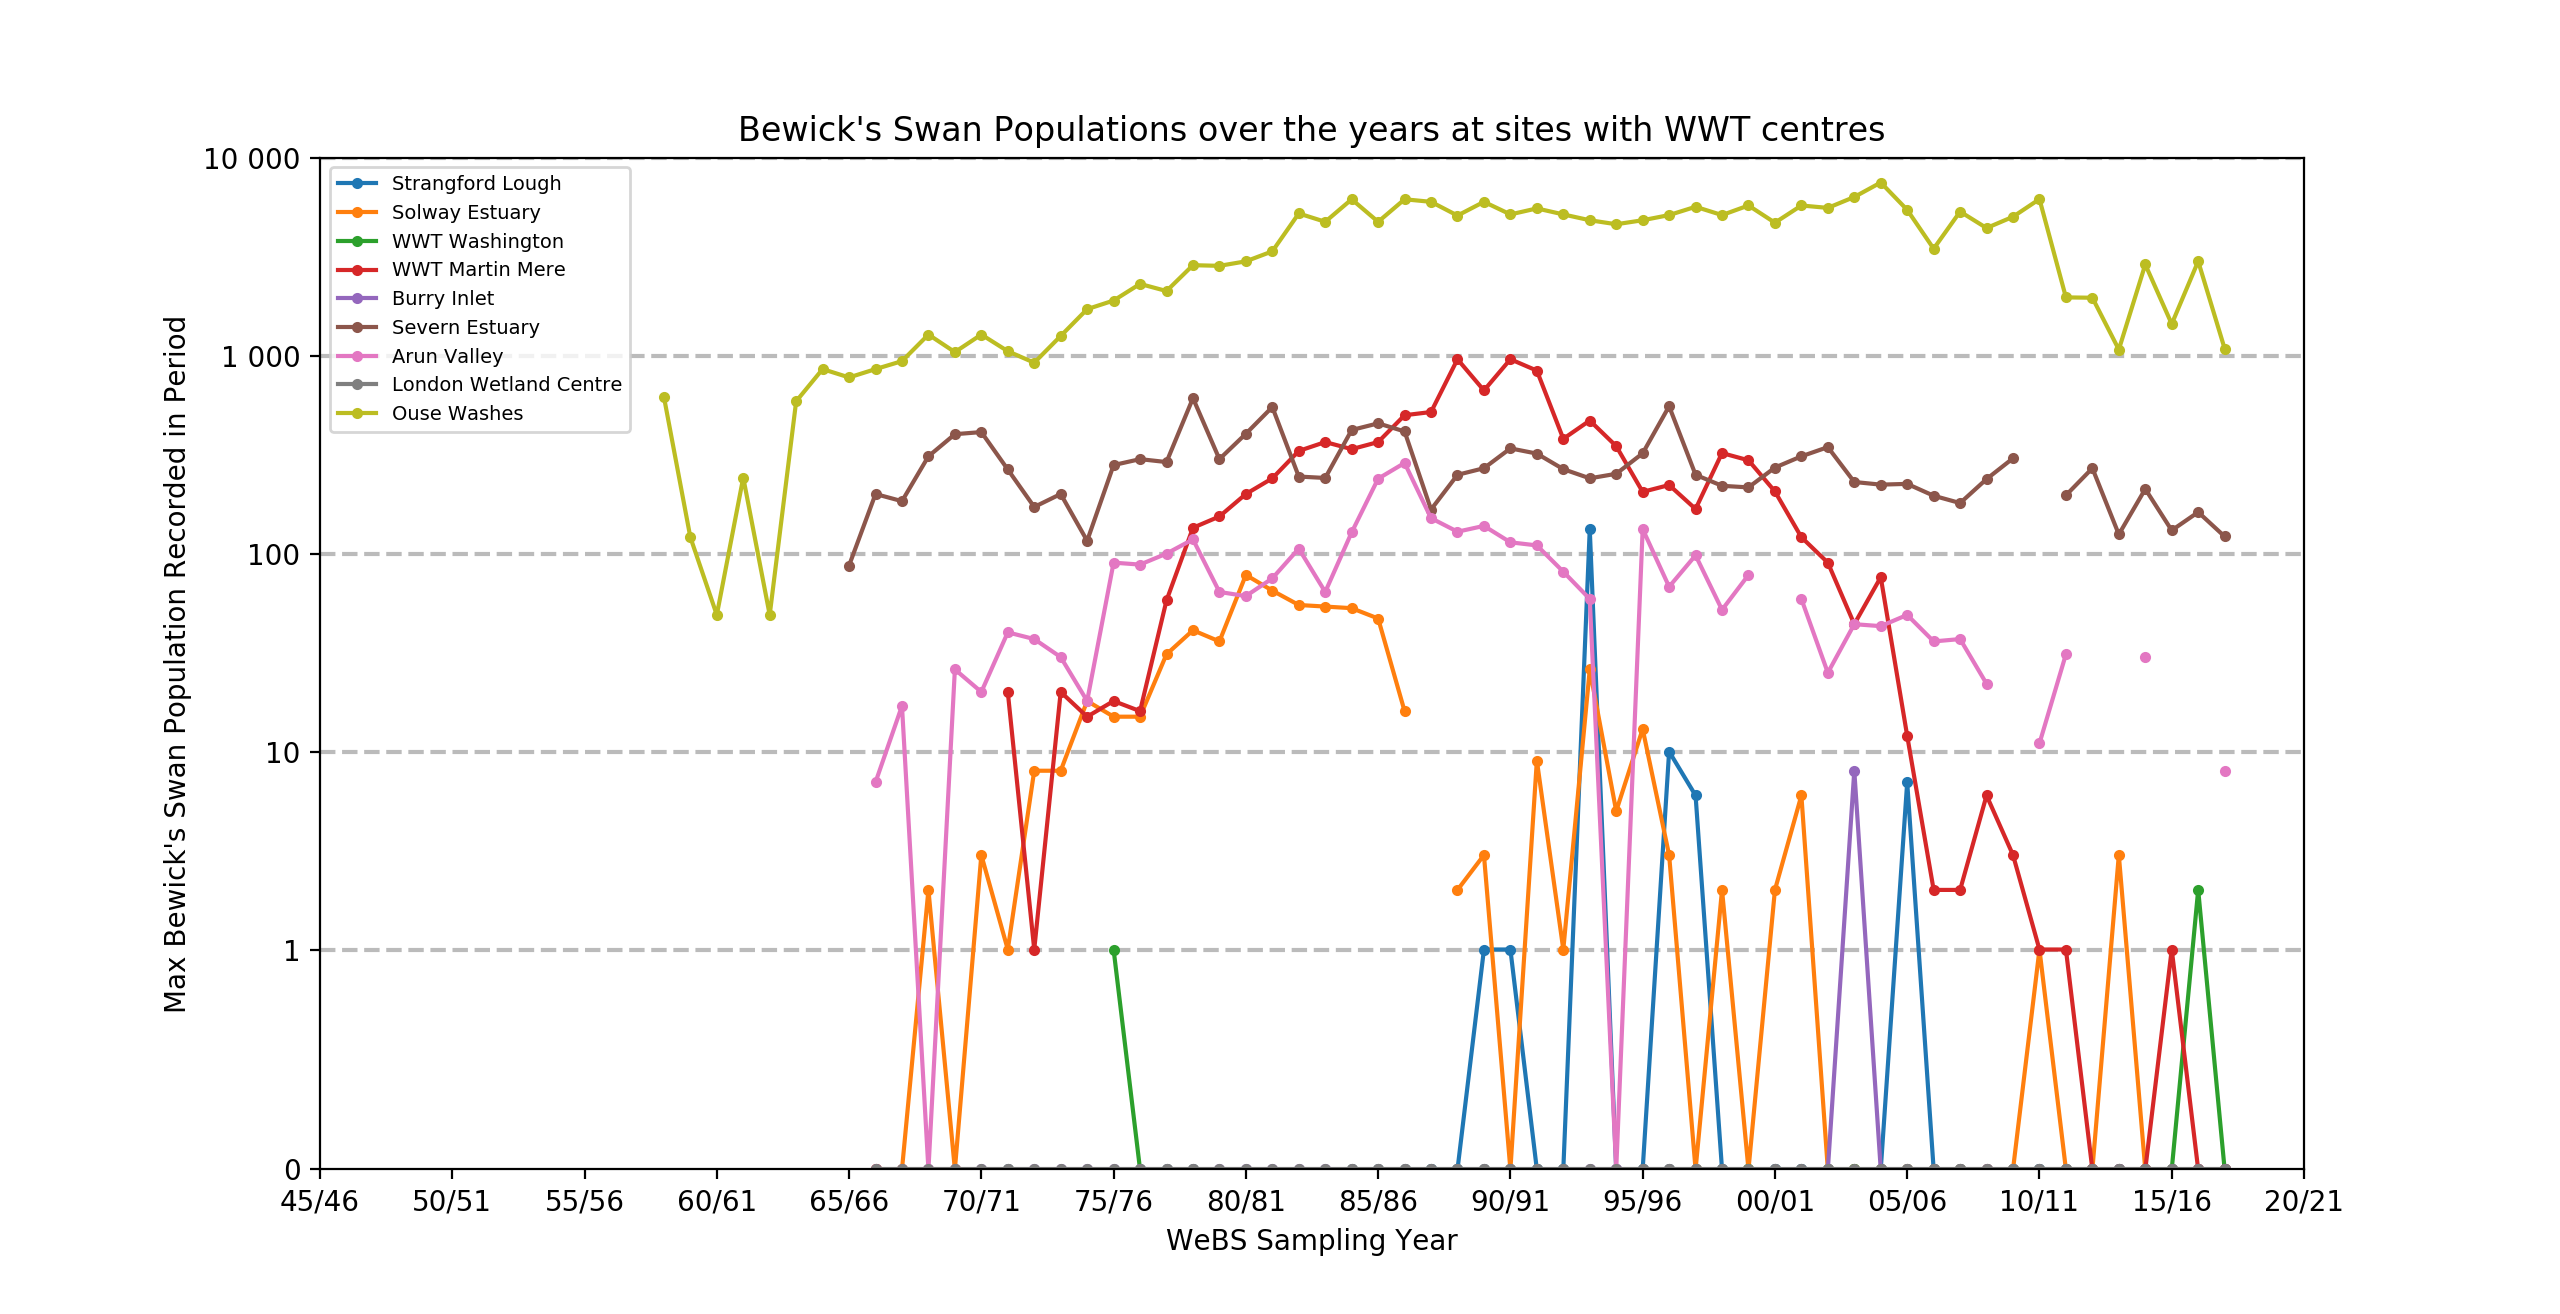 Bewick's Swan Populations over the years at sites with WWT centres
10 000
1 000
100
10
1
0
Max Bewick's Swan Population Recorded in Period
Strangford Lough
Solway Estuary
WWT Washington
WWT Martin Mere
Burry Inlet
Severn Estuary
Arun Valley
London Wetland Centre
Ouse Washes
45/46 50/51 55/56 60/61 65/66 70/71 75/76 80/81 85/86 90/91 95/96 00/01 05/06 10/11 15/16 20/21
WeBS Sampling Year